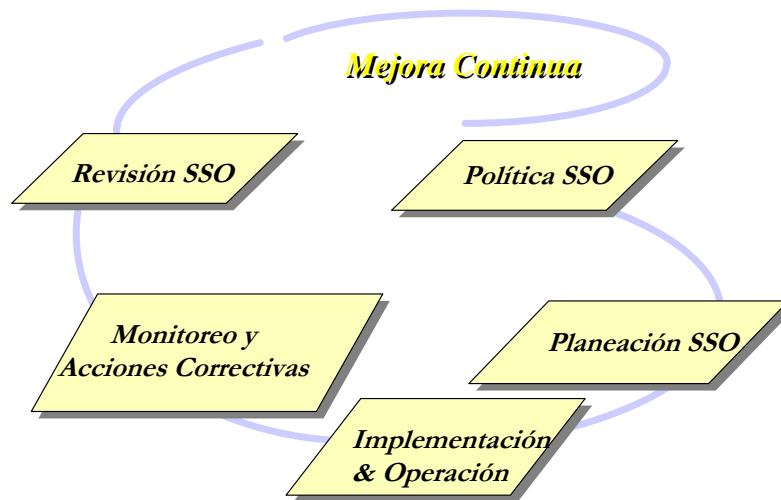 Mejora Continua
Revisión SSO
Política SSO
Planeación SSO
Monitoreo y
Acciones Correctivas
Implementación
& Operación